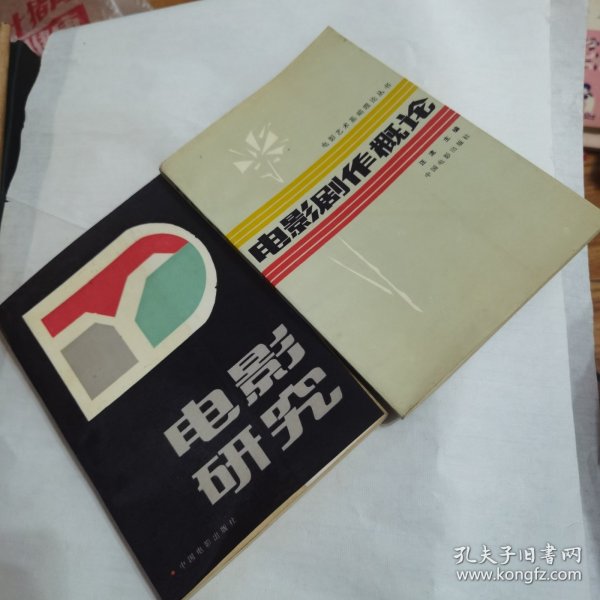 电影艺术基础理论丛书
电影剧作概论
汪流 主编
中国电影出版社
电影
研究
中国电影出版社
孔夫子旧书网
www.kongfz.com